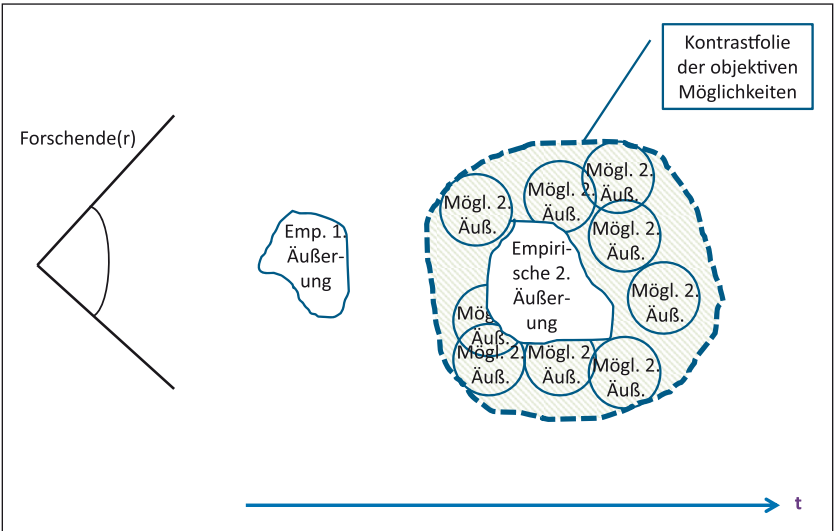 Kontrastfolie
der objektiven
Möglichkeiten
Forschende(r)
Emp. 1.
Äußer-
ung
Mögl. 2.
Äuß.
Mögl. 2.
Äuß.
Mögl. 2.
Äuß.
Mögl. 2.
Äuß.
Empiri-
sche 2.
Äußer-
ung
Mögl. 2.
Äuß.
Mög
Äuß.
Mögl. 2.
Äuß.
Mögl. 2.
Äuß.
Mögl. 2.
Äuß.
t